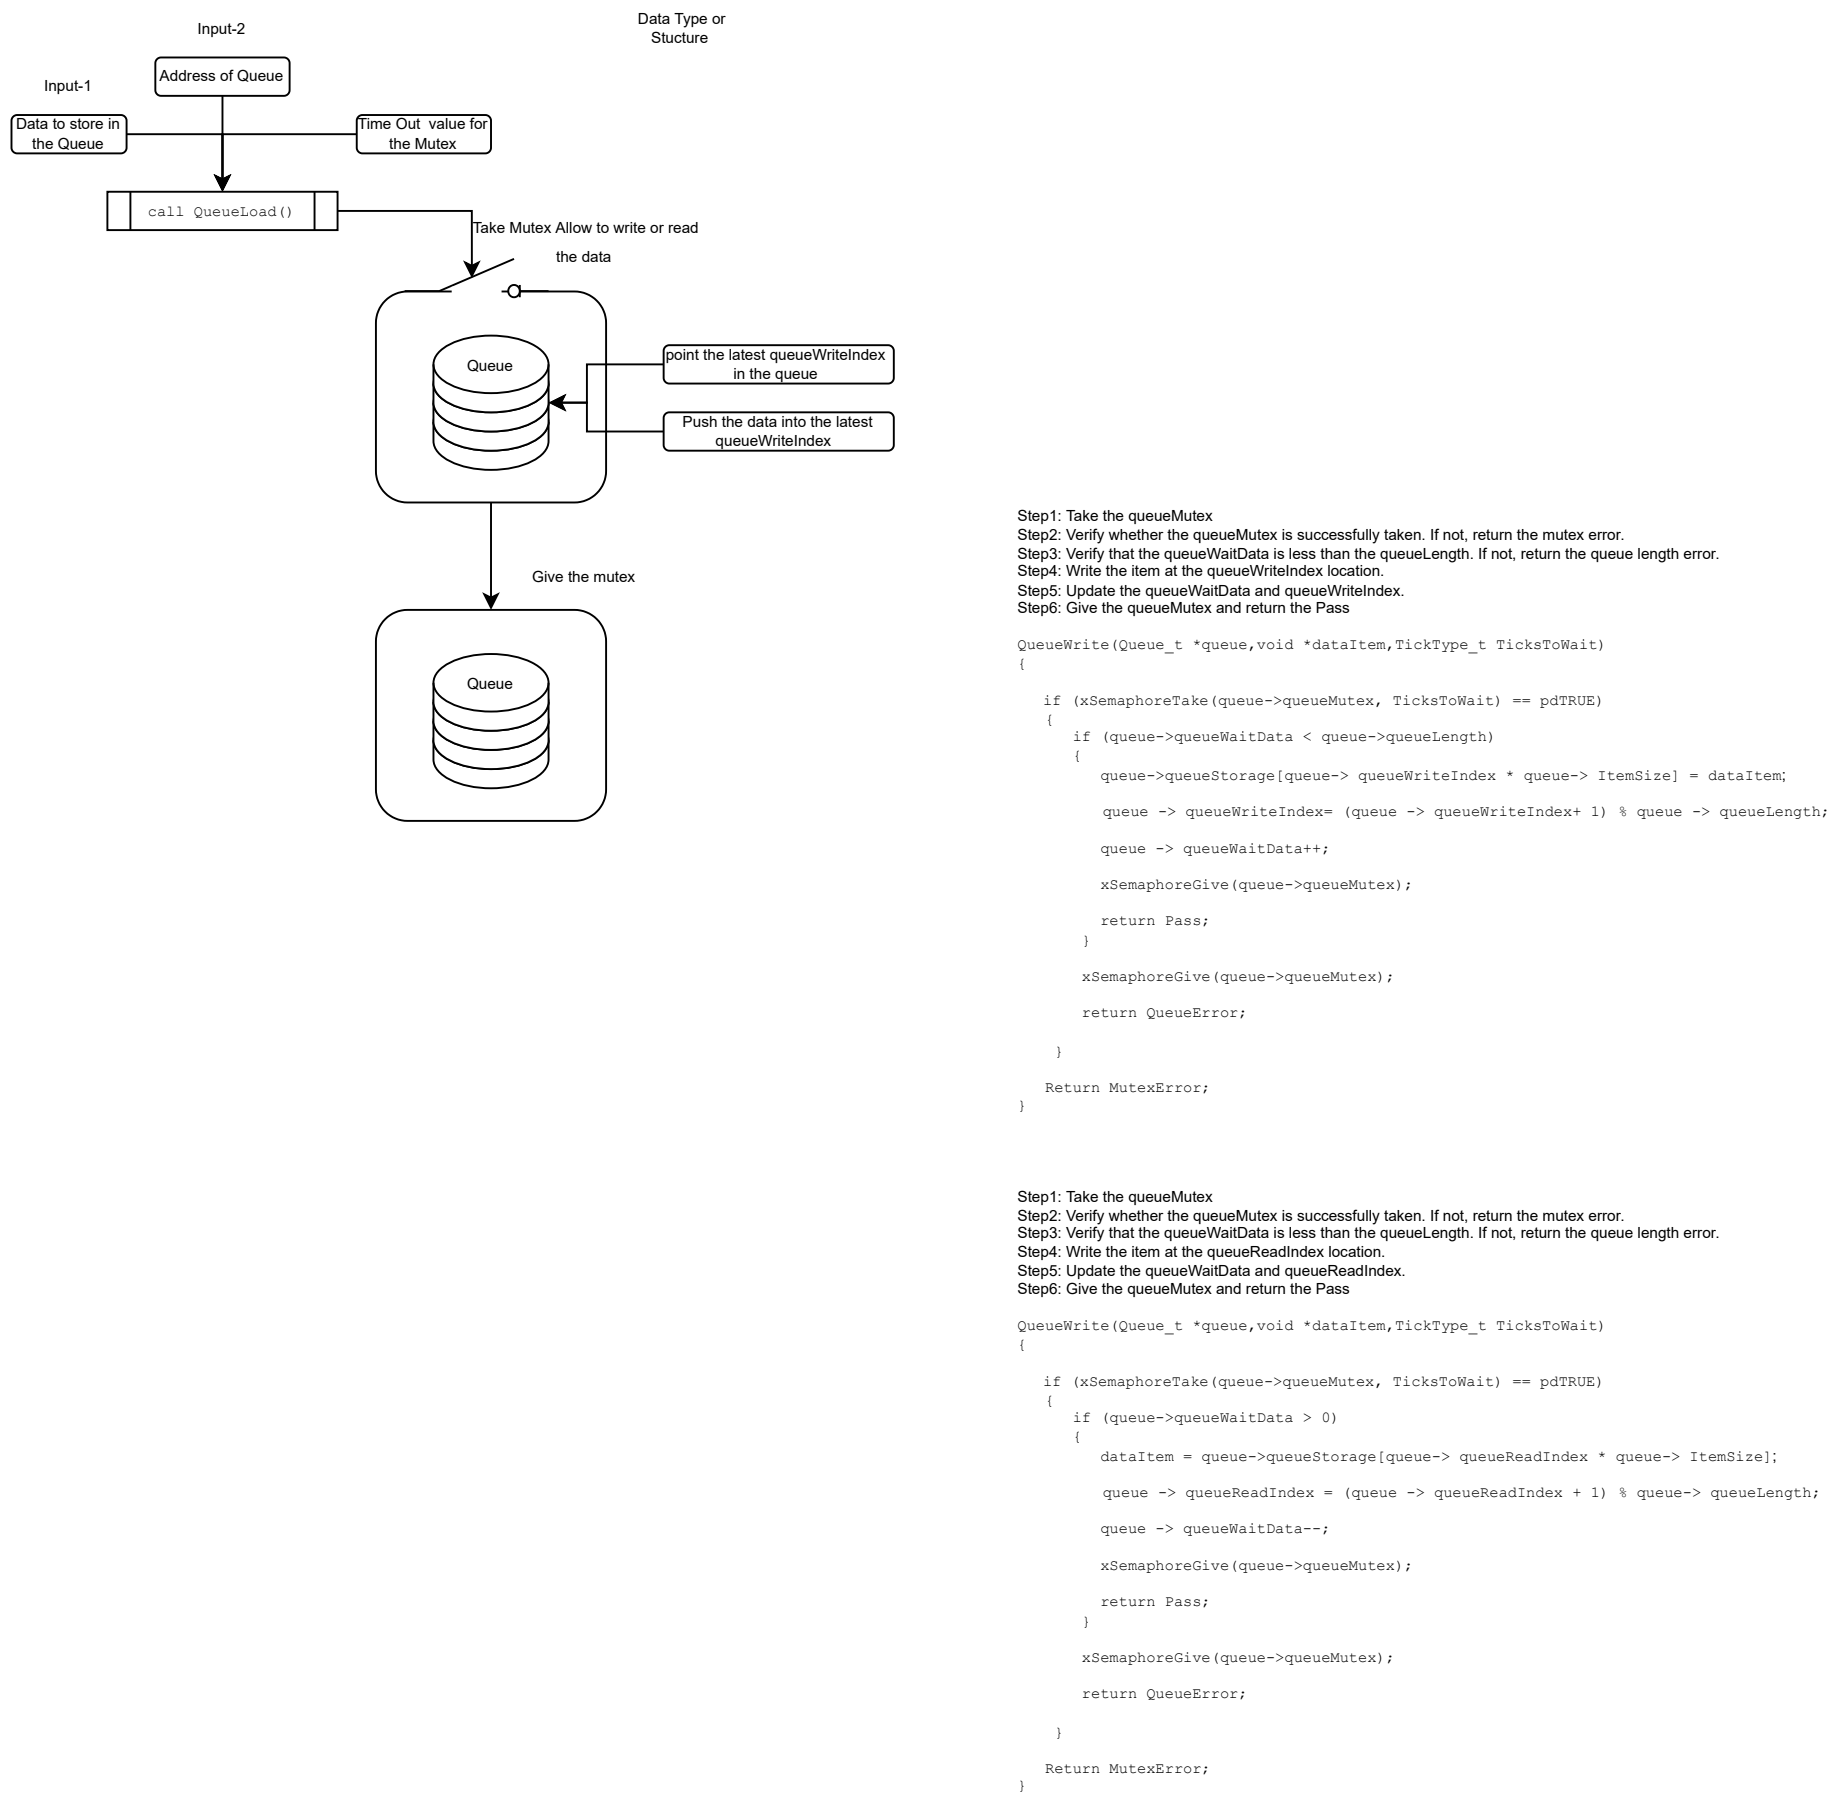 Input-2
Data Type or
Stucture
Address of Queue
Input-1
Data to store in
the Queue
Time Out  value for
the Mutex
call QueueLoad()
Take Mutex Allow to write or read
the data
Queue
point the latest queueWriteIndex
in the queue
Push the data into the latest
queueWriteIndex
Give the mutex
Queue
Step1: Take the queueMutex
Step2: Verify whether the queueMutex is successfully taken. If not, return the mutex error.
Step3: Verify that the queueWaitData is less than the queueLength. If not, return the queue length error.
Step4: Write the item at the queueWriteIndex location.
Step5: Update the queueWaitData and queueWriteIndex.
Step6: Give the queueMutex and return the Pass
QueueWrite(Queue_t *queue,void *dataItem,TickType_t TicksToWait)
{
if (xSemaphoreTake(queue->queueMutex, TicksToWait) == pdTRUE)
{
if (queue->queueWaitData < queue->queueLength)
{
queue->queueStorage[queue-> queueWriteIndex * queue-> ItemSize] = dataItem;
queue -> queueWriteIndex= (queue -> queueWriteIndex+ 1) % queue -> queueLength;
queue -> queueWaitData++;
xSemaphoreGive(queue->queueMutex);
return Pass;
}
xSemaphoreGive(queue->queueMutex);
return QueueError;
}
Return MutexError;
}
Step1: Take the queueMutex
Step2: Verify whether the queueMutex is successfully taken. If not, return the mutex error.
Step3: Verify that the queueWaitData is less than the queueLength. If not, return the queue length error.
Step4: Write the item at the queueReadIndex location.
Step5: Update the queueWaitData and queueReadIndex.
Step6: Give the queueMutex and return the Pass
QueueWrite(Queue_t *queue,void *dataItem,TickType_t TicksToWait)
{
if (xSemaphoreTake(queue->queueMutex, TicksToWait) == pdTRUE)
{
if (queue->queueWaitData > 0)
{
dataItem = queue->queueStorage[queue-> queueReadIndex * queue-> ItemSize];
queue -> queueReadIndex = (queue -> queueReadIndex + 1) % queue-> queueLength;
queue -> queueWaitData--;
xSemaphoreGive(queue->queueMutex);
return Pass;
}
xSemaphoreGive(queue->queueMutex);
return QueueError;
}
Return MutexError;
}